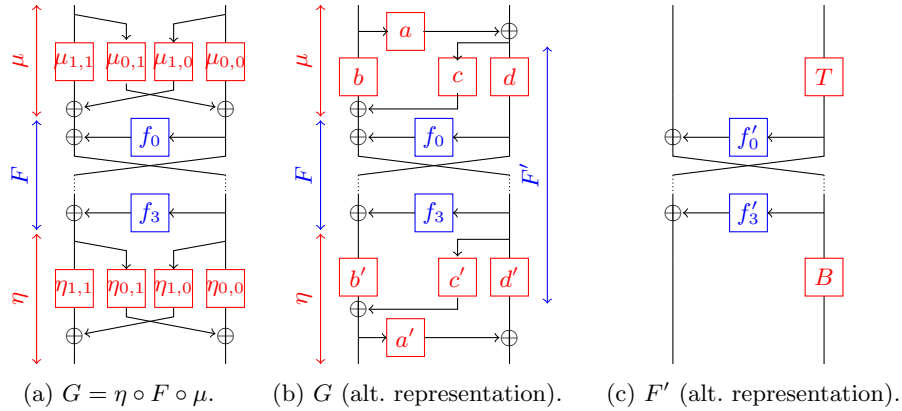 μ
F
η
μ1,1 μ0,1 μ1,0 μ0,0
f0
f3
η1,1 η0,1 η1,0 η0,0
(a) G = η ∘ F ∘ μ.
μ
F
η
a
b c d
f0
f3
b′ c′ d′
a′
F′
(b) G (alt. representation).
T
f′0
f′3
B
(c) F′ (alt. representation).